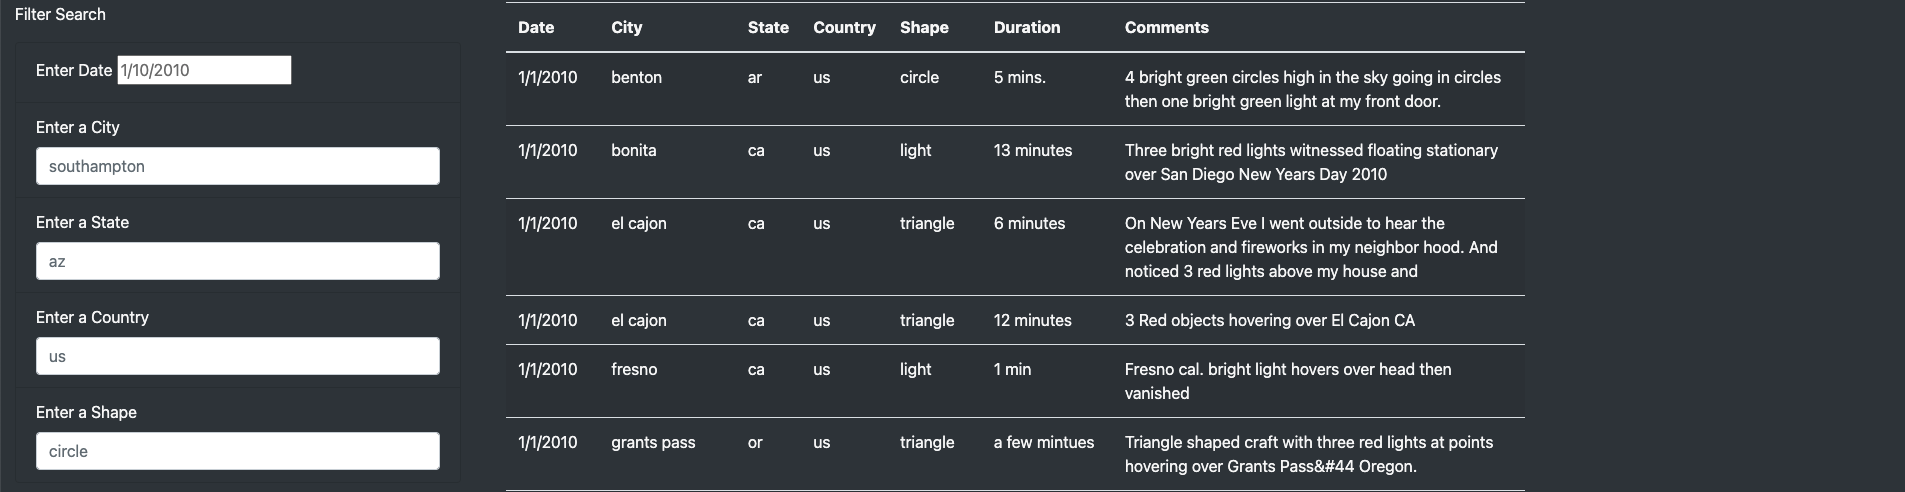 Filter Search
Enter Date 1/10/2010
Enter a City
southampton
Enter a State
az
Enter a Country
us
Enter a Shape
circle
Date City State Country Shape Duration Comments
1/1/2010 benton ar us circle 5 mins. 4 bright green circles high in the sky going in circles
then one bright green light at my front door.
1/1/2010 bonita ca us light 13 minutes Three bright red lights witnessed floating stationary
over San Diego New Years Day 2010
1/1/2010 el cajon ca us triangle 6 minutes On New Years Eve I went outside to hear the
celebration and fireworks in my neighbor hood. And
noticed 3 red lights above my house and
1/1/2010 el cajon ca us triangle 12 minutes 3 Red objects hovering over El Cajon CA
1/1/2010 fresno ca us light 1 min Fresno cal. bright light hovers over head then
vanished
1/1/2010 grants pass or us triangle a few mintues Triangle shaped craft with three red lights at points
hovering over Grants Pass&#44 Oregon.